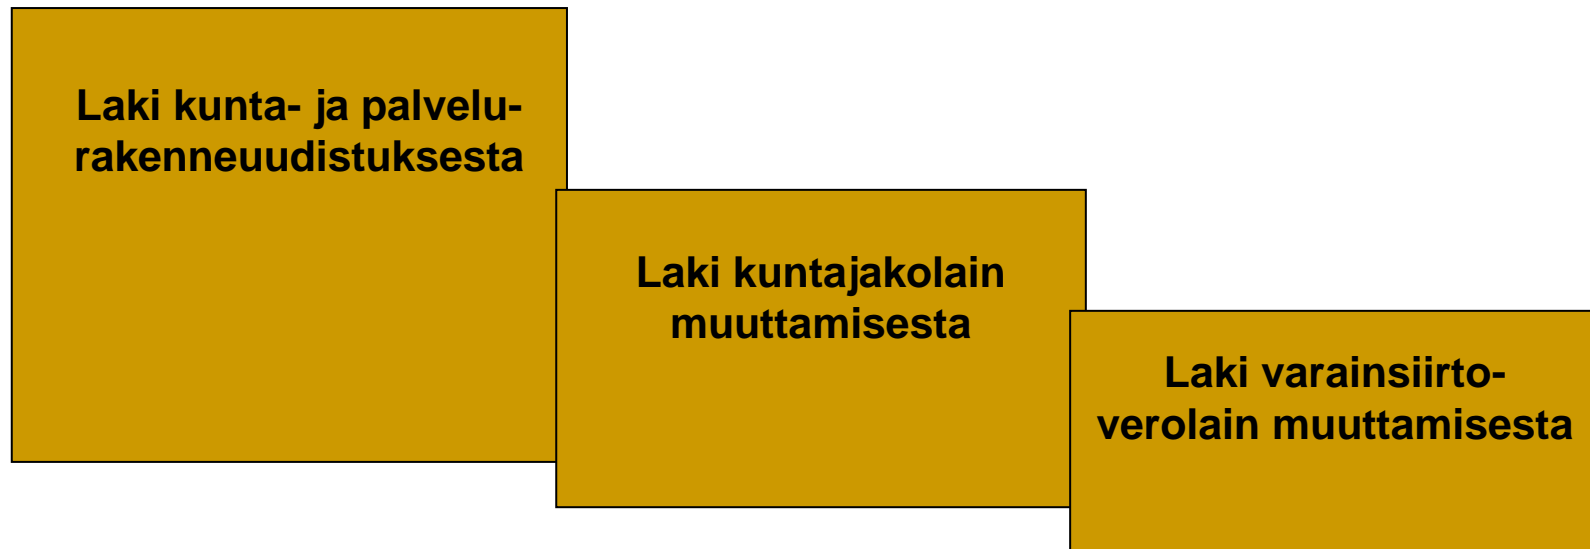 Laki kunta- ja palvelu-
rakenneuudistuksesta
Laki kuntajakolain
muuttamisesta
Laki varainsiirto-
verolain muuttamisesta